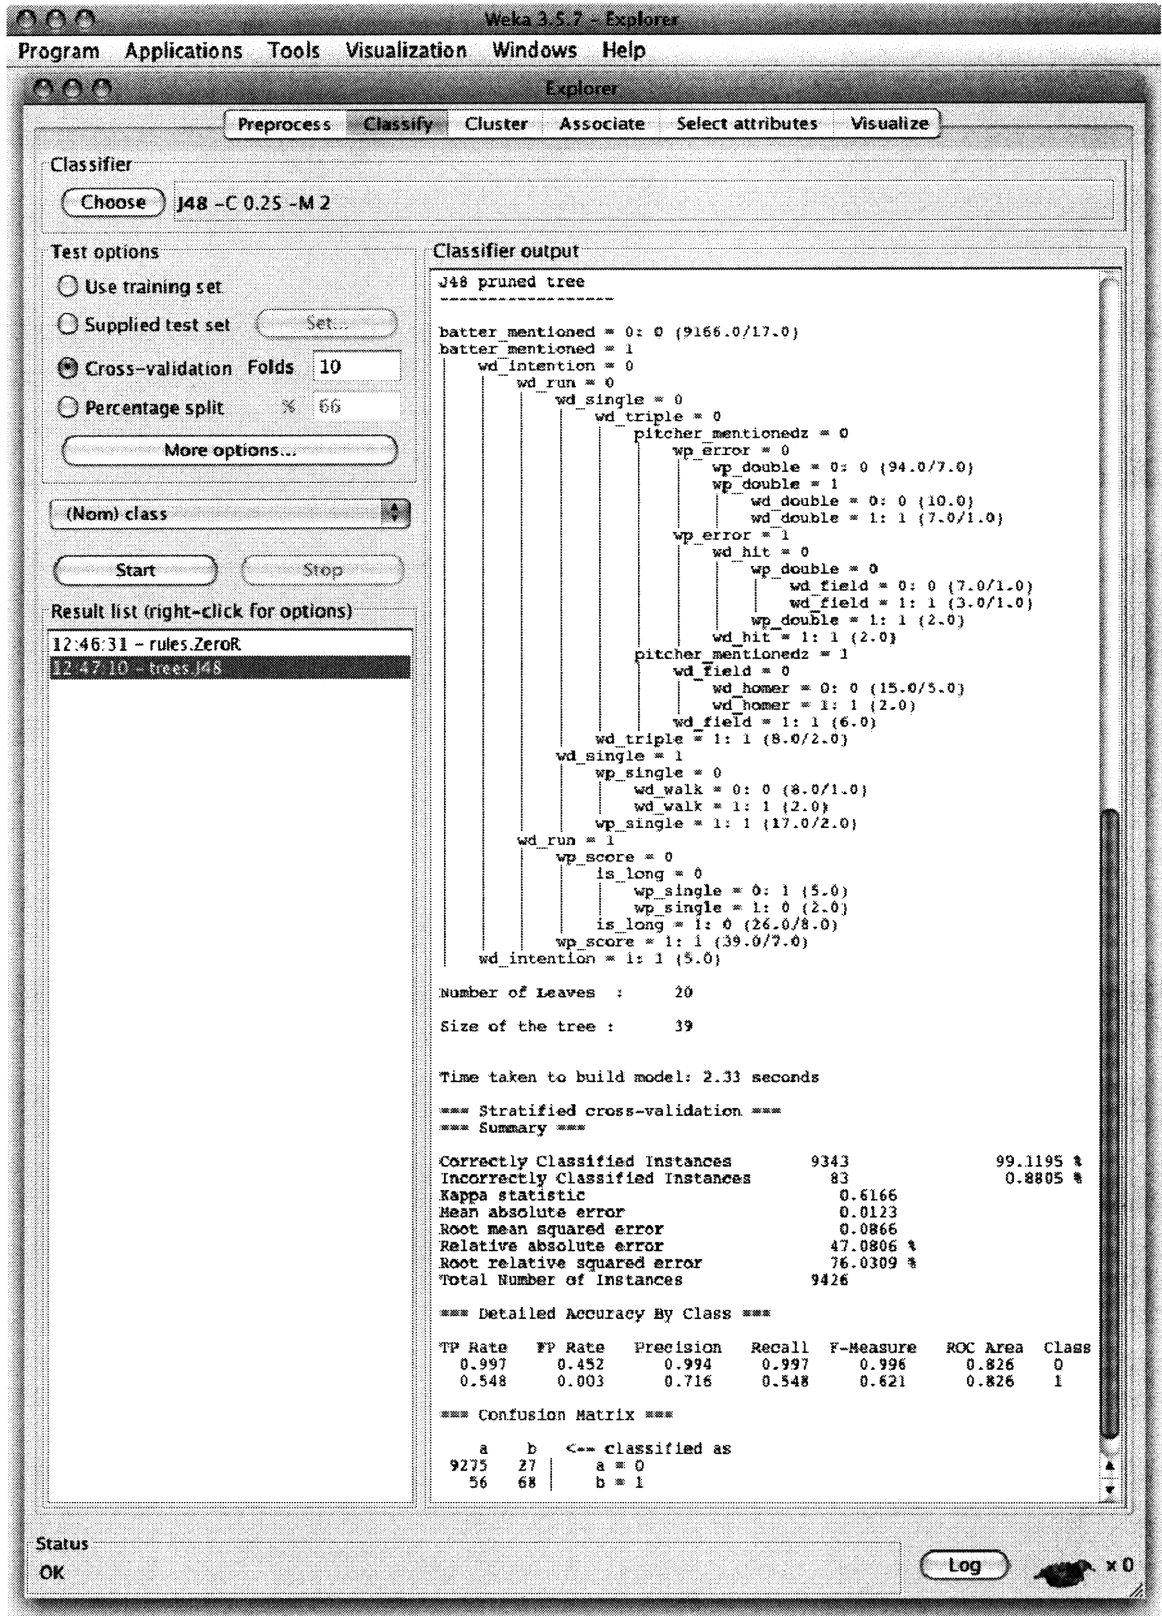 Weka 3.5.7 - Explorer
Program Applications Tools Visualization Windows Help
Explorer
Preprocess Classify Cluster Associate Select attributes Visualize
Classifier
Choose J48 -C 0.25 -M 2
Test options
Use training set
Supplied test set Set...
Cross-validation Folds 10
Percentage split % 66
More options...
(Nom) class
Start Stop
Result list (right-click for options)
12:46:31 - rules.ZeroR
12:47:10 - trees.J48
Classifier output
J48 pruned tree
------------------
batter_mentioned = 0: 0 (9166.0/17.0)
batter_mentioned = 1
| wd_intention = 0
| | wd_run = 0
| | | wd_single = 0
| | | | wd_triple = 0
| | | | | pitcher_mentionedz = 0
| | | | | | wp_error = 0
| | | | | | | wp_double = 0: 0 (94.0/7.0)
| | | | | | | wp_double = 1
| | | | | | | | wd_double = 0: 0 (10.0)
| | | | | | | | wd_double = 1: 1 (7.0/1.0)
| | | | | | wp_error = 1
| | | | | | | wd_hit = 0
| | | | | | | | wp_double = 0
| | | | | | | | | wd_field = 0: 0 (7.0/1.0)
| | | | | | | | | wd_field = 1: 1 (3.0/1.0)
| | | | | | | | wp_double = 1: 1 (2.0)
| | | | | | | wd_hit = 1: 1 (2.0)
| | | | | pitcher_mentionedz = 1
| | | | | | wd_field = 0
| | | | | | | wd_homer = 0: 0 (15.0/5.0)
| | | | | | | wd_homer = 1: 1 (2.0)
| | | | | | wd_field = 1: 1 (6.0)
| | | | wd_triple = 1: 1 (8.0/2.0)
| | | wd_single = 1
| | | | wp_single = 0
| | | | | wd_walk = 0: 0 (8.0/1.0)
| | | | | wd_walk = 1: 1 (2.0)
| | | | wp_single = 1: 1 (17.0/2.0)
| | wd_run = 1
| | | wp_score = 0
| | | | is_long = 0
| | | | | wp_single = 0: 1 (5.0)
| | | | | wp_single = 1: 0 (2.0)
| | | | is_long = 1: 0 (26.0/8.0)
| | | wp_score = 1: 1 (39.0/7.0)
| wd_intention = 1: 1 (5.0)
Number of Leaves : 20
Size of the tree : 39
Time taken to build model: 2.33 seconds
=== Stratified cross-validation ===
=== Summary ===
Correctly Classified Instances 9343 99.1195 %
Incorrectly Classified Instances 83 0.8805 %
Kappa statistic 0.6166
Mean absolute error 0.0123
Root mean squared error 0.0866
Relative absolute error 47.0806 %
Root relative squared error 76.0309 %
Total Number of Instances 9426
=== Detailed Accuracy By Class ===
TP Rate FP Rate Precision Recall F-Measure ROC Area Class
0.997 0.452 0.994 0.997 0.996 0.826 0
0.548 0.003 0.716 0.548 0.621 0.826 1
=== Confusion Matrix ===
a b <-- classified as
9275 27 | a = 0
56 68 | b = 1
Status
OK
Log x 0